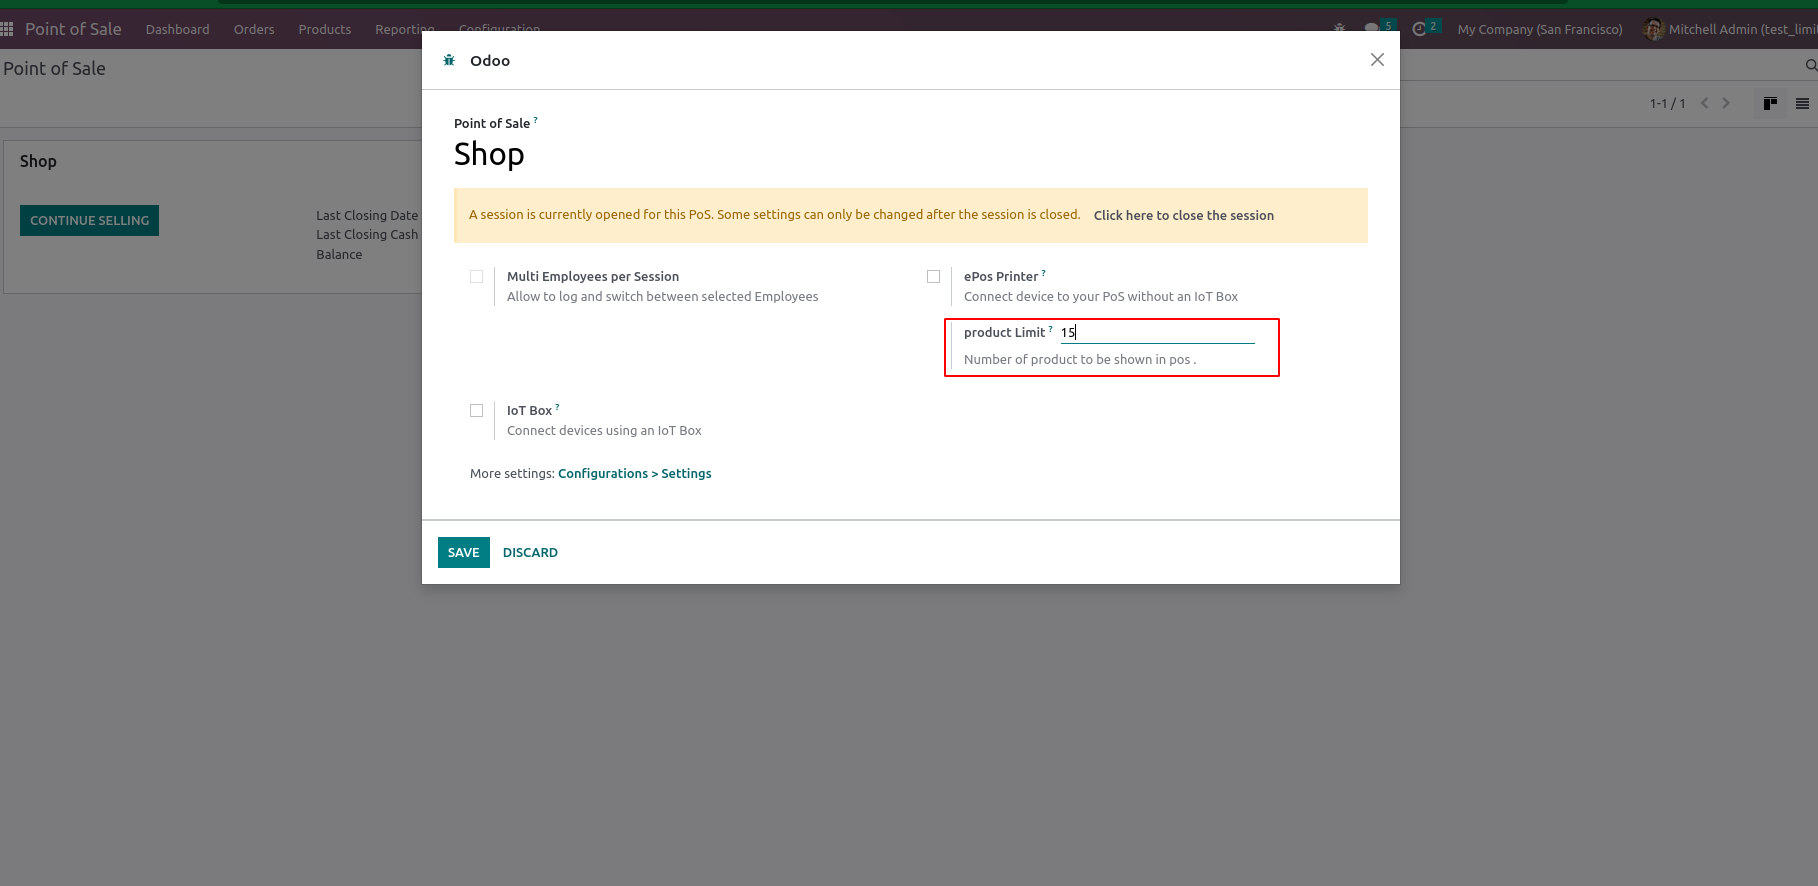 Point of Sale Dashboard Orders Products Reporting Configuration 5 2 My Company (San Francisco) Mitchell Admin (test_limi
Point of Sale
1-1 / 1
Shop
CONTINUE SELLING
Last Closing Date
Last Closing Cash
Balance
Odoo
Point of Sale ?
Shop
A session is currently opened for this PoS. Some settings can only be changed after the session is closed. Click here to close the session
Multi Employees per Session
Allow to log and switch between selected Employees
ePos Printer ?
Connect device to your PoS without an IoT Box
product Limit ? 15
Number of product to be shown in pos .
IoT Box ?
Connect devices using an IoT Box
More settings: Configurations > Settings
SAVE DISCARD